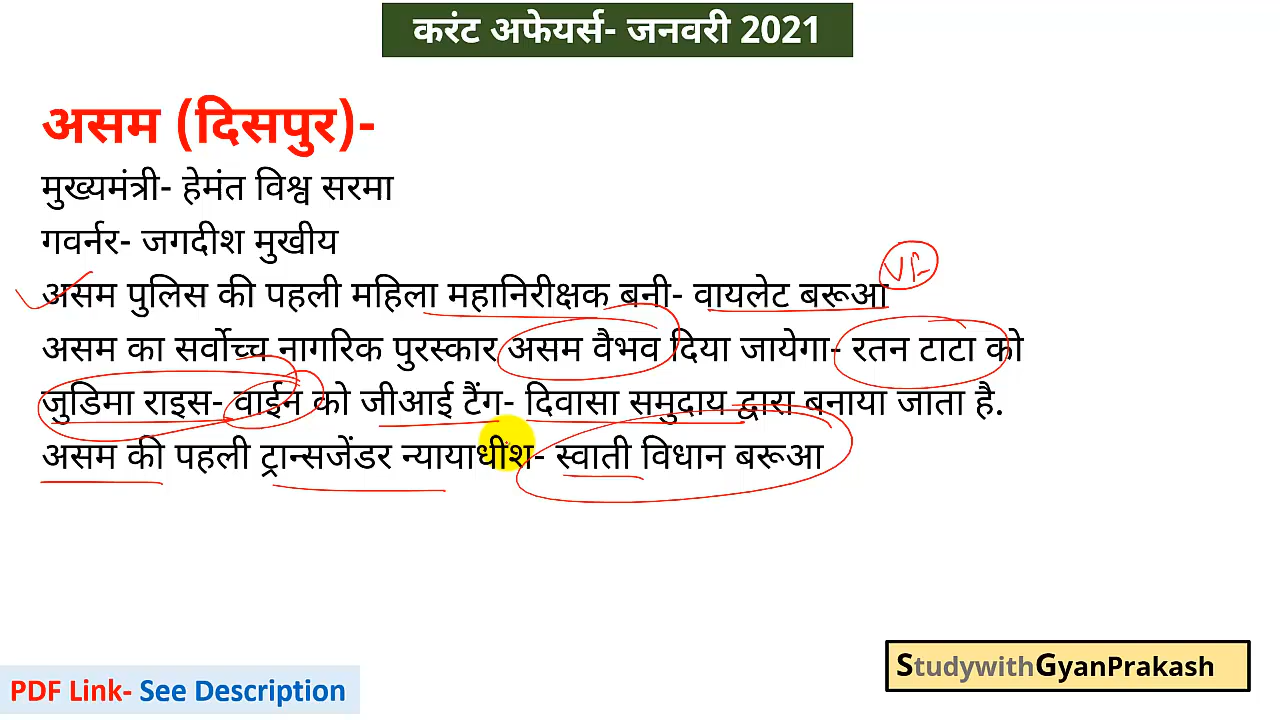 करंट अफेयर्स- जनवरी 2021
असम (दिसपुर)-
मुख्यमंत्री- हेमंत विश्व सरमा
गवर्नर- जगदीश मुखीय
असम पुलिस की पहली महिला महानिरीक्षक बनी- वायलेट बरूआ
असम का सर्वोच्च नागरिक पुरस्कार असम वैभव दिया जायेगा- रतन टाटा को
जुडिमा राइस- वाईन को जीआई टैंग- दिवासा समुदाय द्वारा बनाया जाता है.
असम की पहली ट्रान्सजेंडर न्यायाधीश- स्वाती विधान बरूआ
StudywithGyanPrakash
PDF Link- See Description